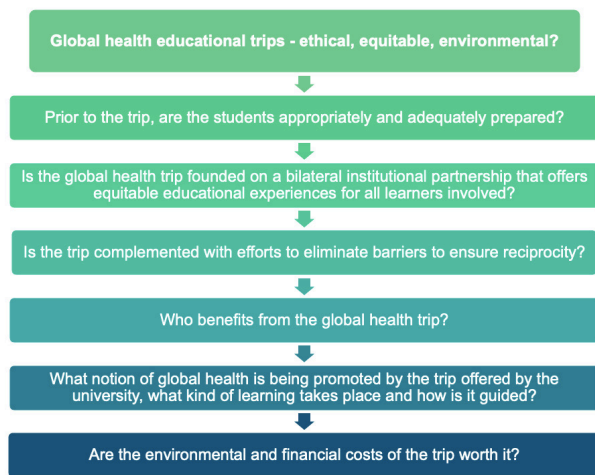 Global health educational trips - ethical, equitable, environmental?
Prior to the trip, are the students appropriately and adequately prepared?
Is the global health trip founded on a bilateral institutional partnership that offers
equitable educational experiences for all learners involved?
Is the trip complemented with efforts to eliminate barriers to ensure reciprocity?
Who benefits from the global health trip?
What notion of global health is being promoted by the trip offered by the
university, what kind of learning takes place and how is it guided?
Are the environmental and financial costs of the trip worth it?